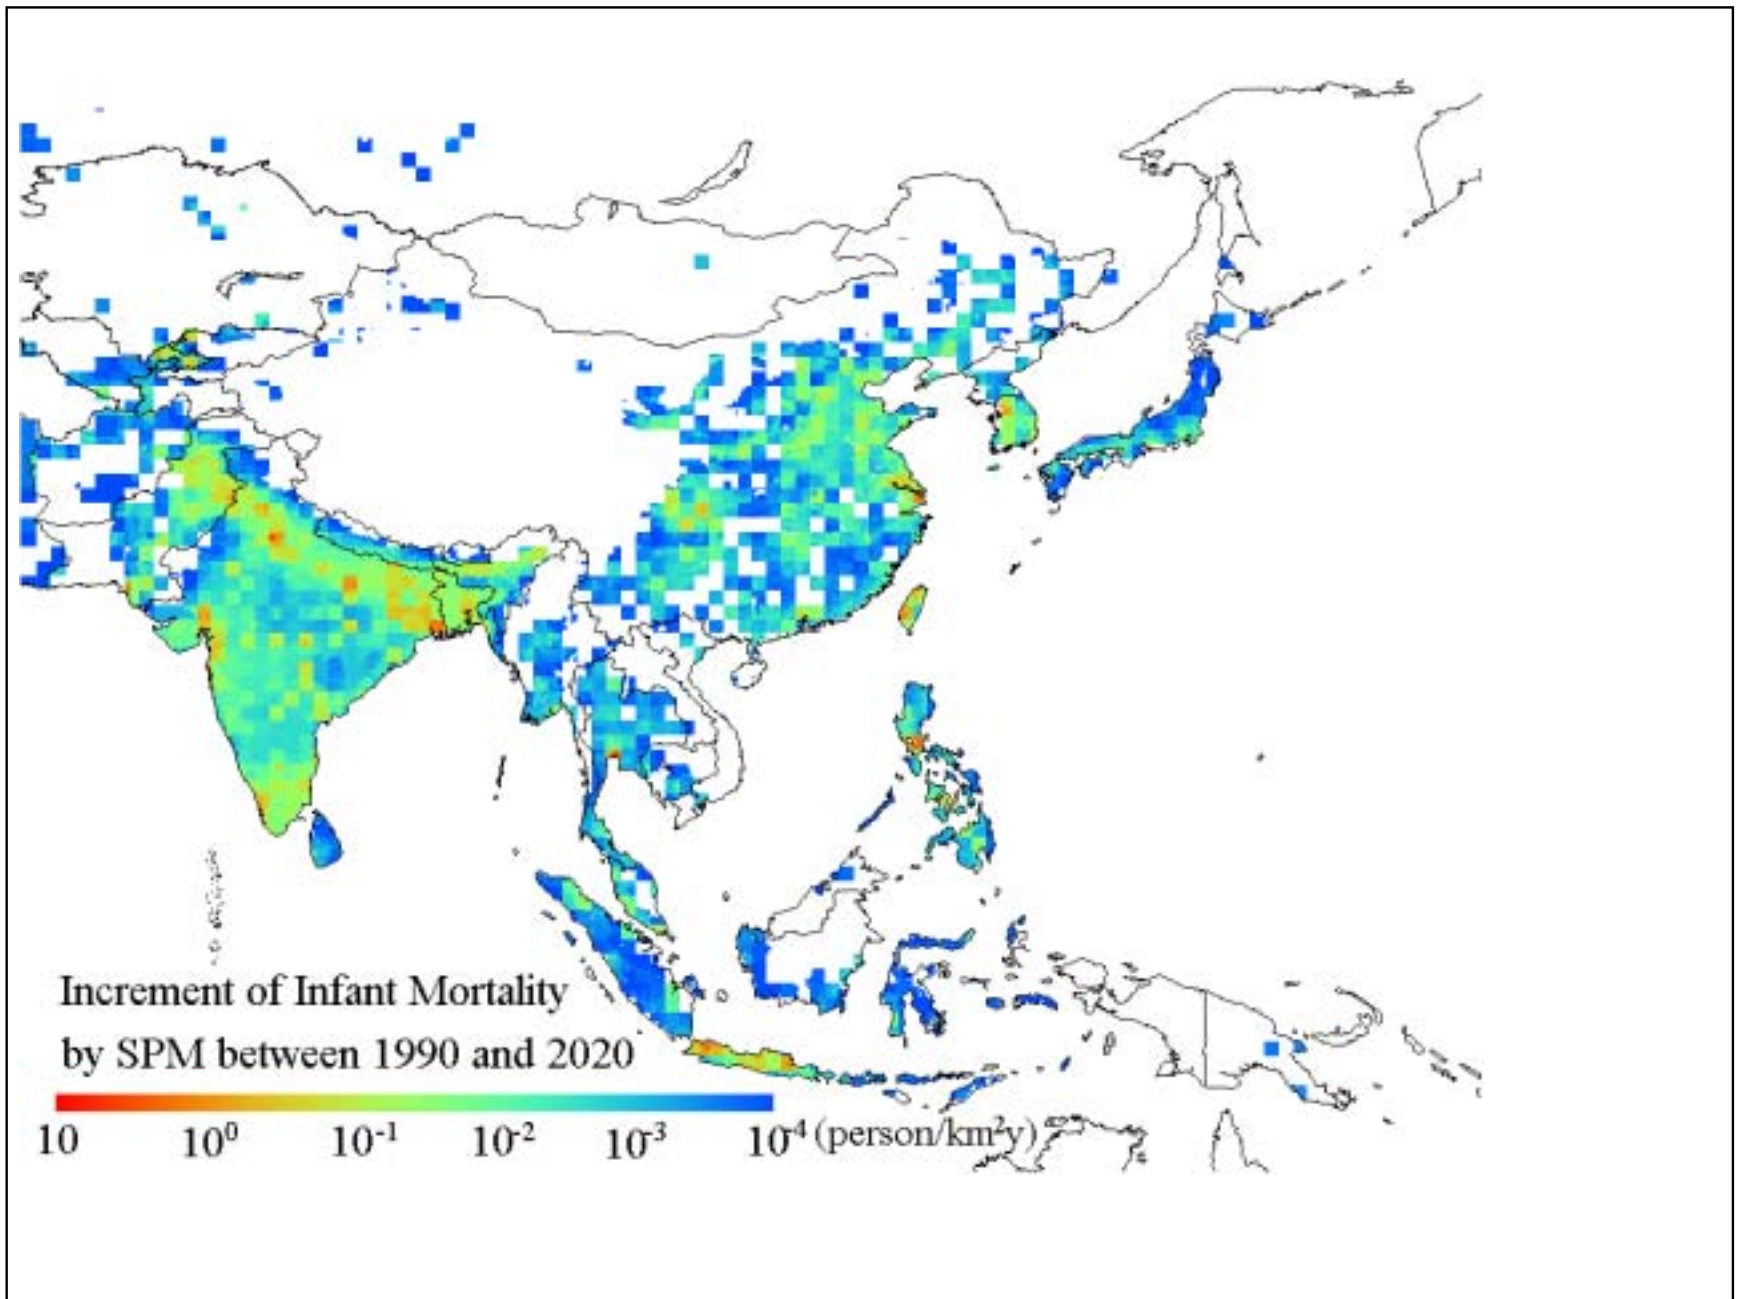 Increment of Infant Mortality
by SPM between 1990 and 2020
10 10⁰ 10⁻¹ 10⁻² 10⁻³ 10⁻⁴ (person/km²y)